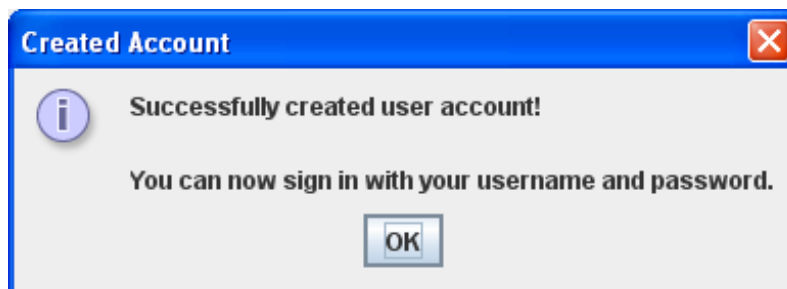 Created Account
Successfully created user account!
You can now sign in with your username and password.
OK